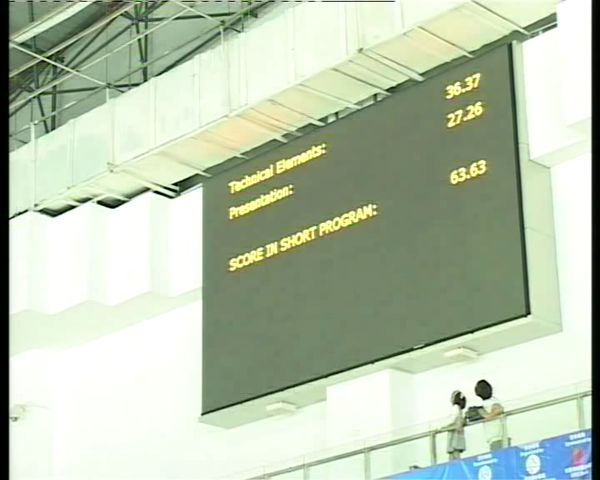 Technical Elements: 36.37
Presentation: 27.26
SCORE IN SHORT PROGRAM: 63.63